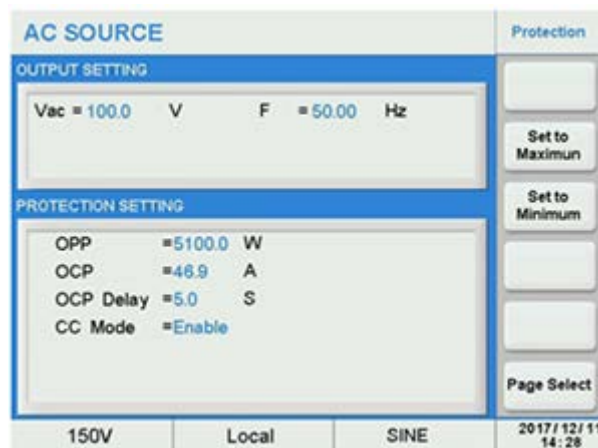 AC SOURCE
Protection
OUTPUT SETTING
Vac = 100.0 V F = 50.00 Hz
Set to
Maximun
Set to
Minimum
PROTECTION SETTING
OPP =5100.0 W
OCP =46.9 A
OCP Delay =5.0 S
CC Mode =Enable
Page Select
150V
Local
SINE
2017/12/11
14:28